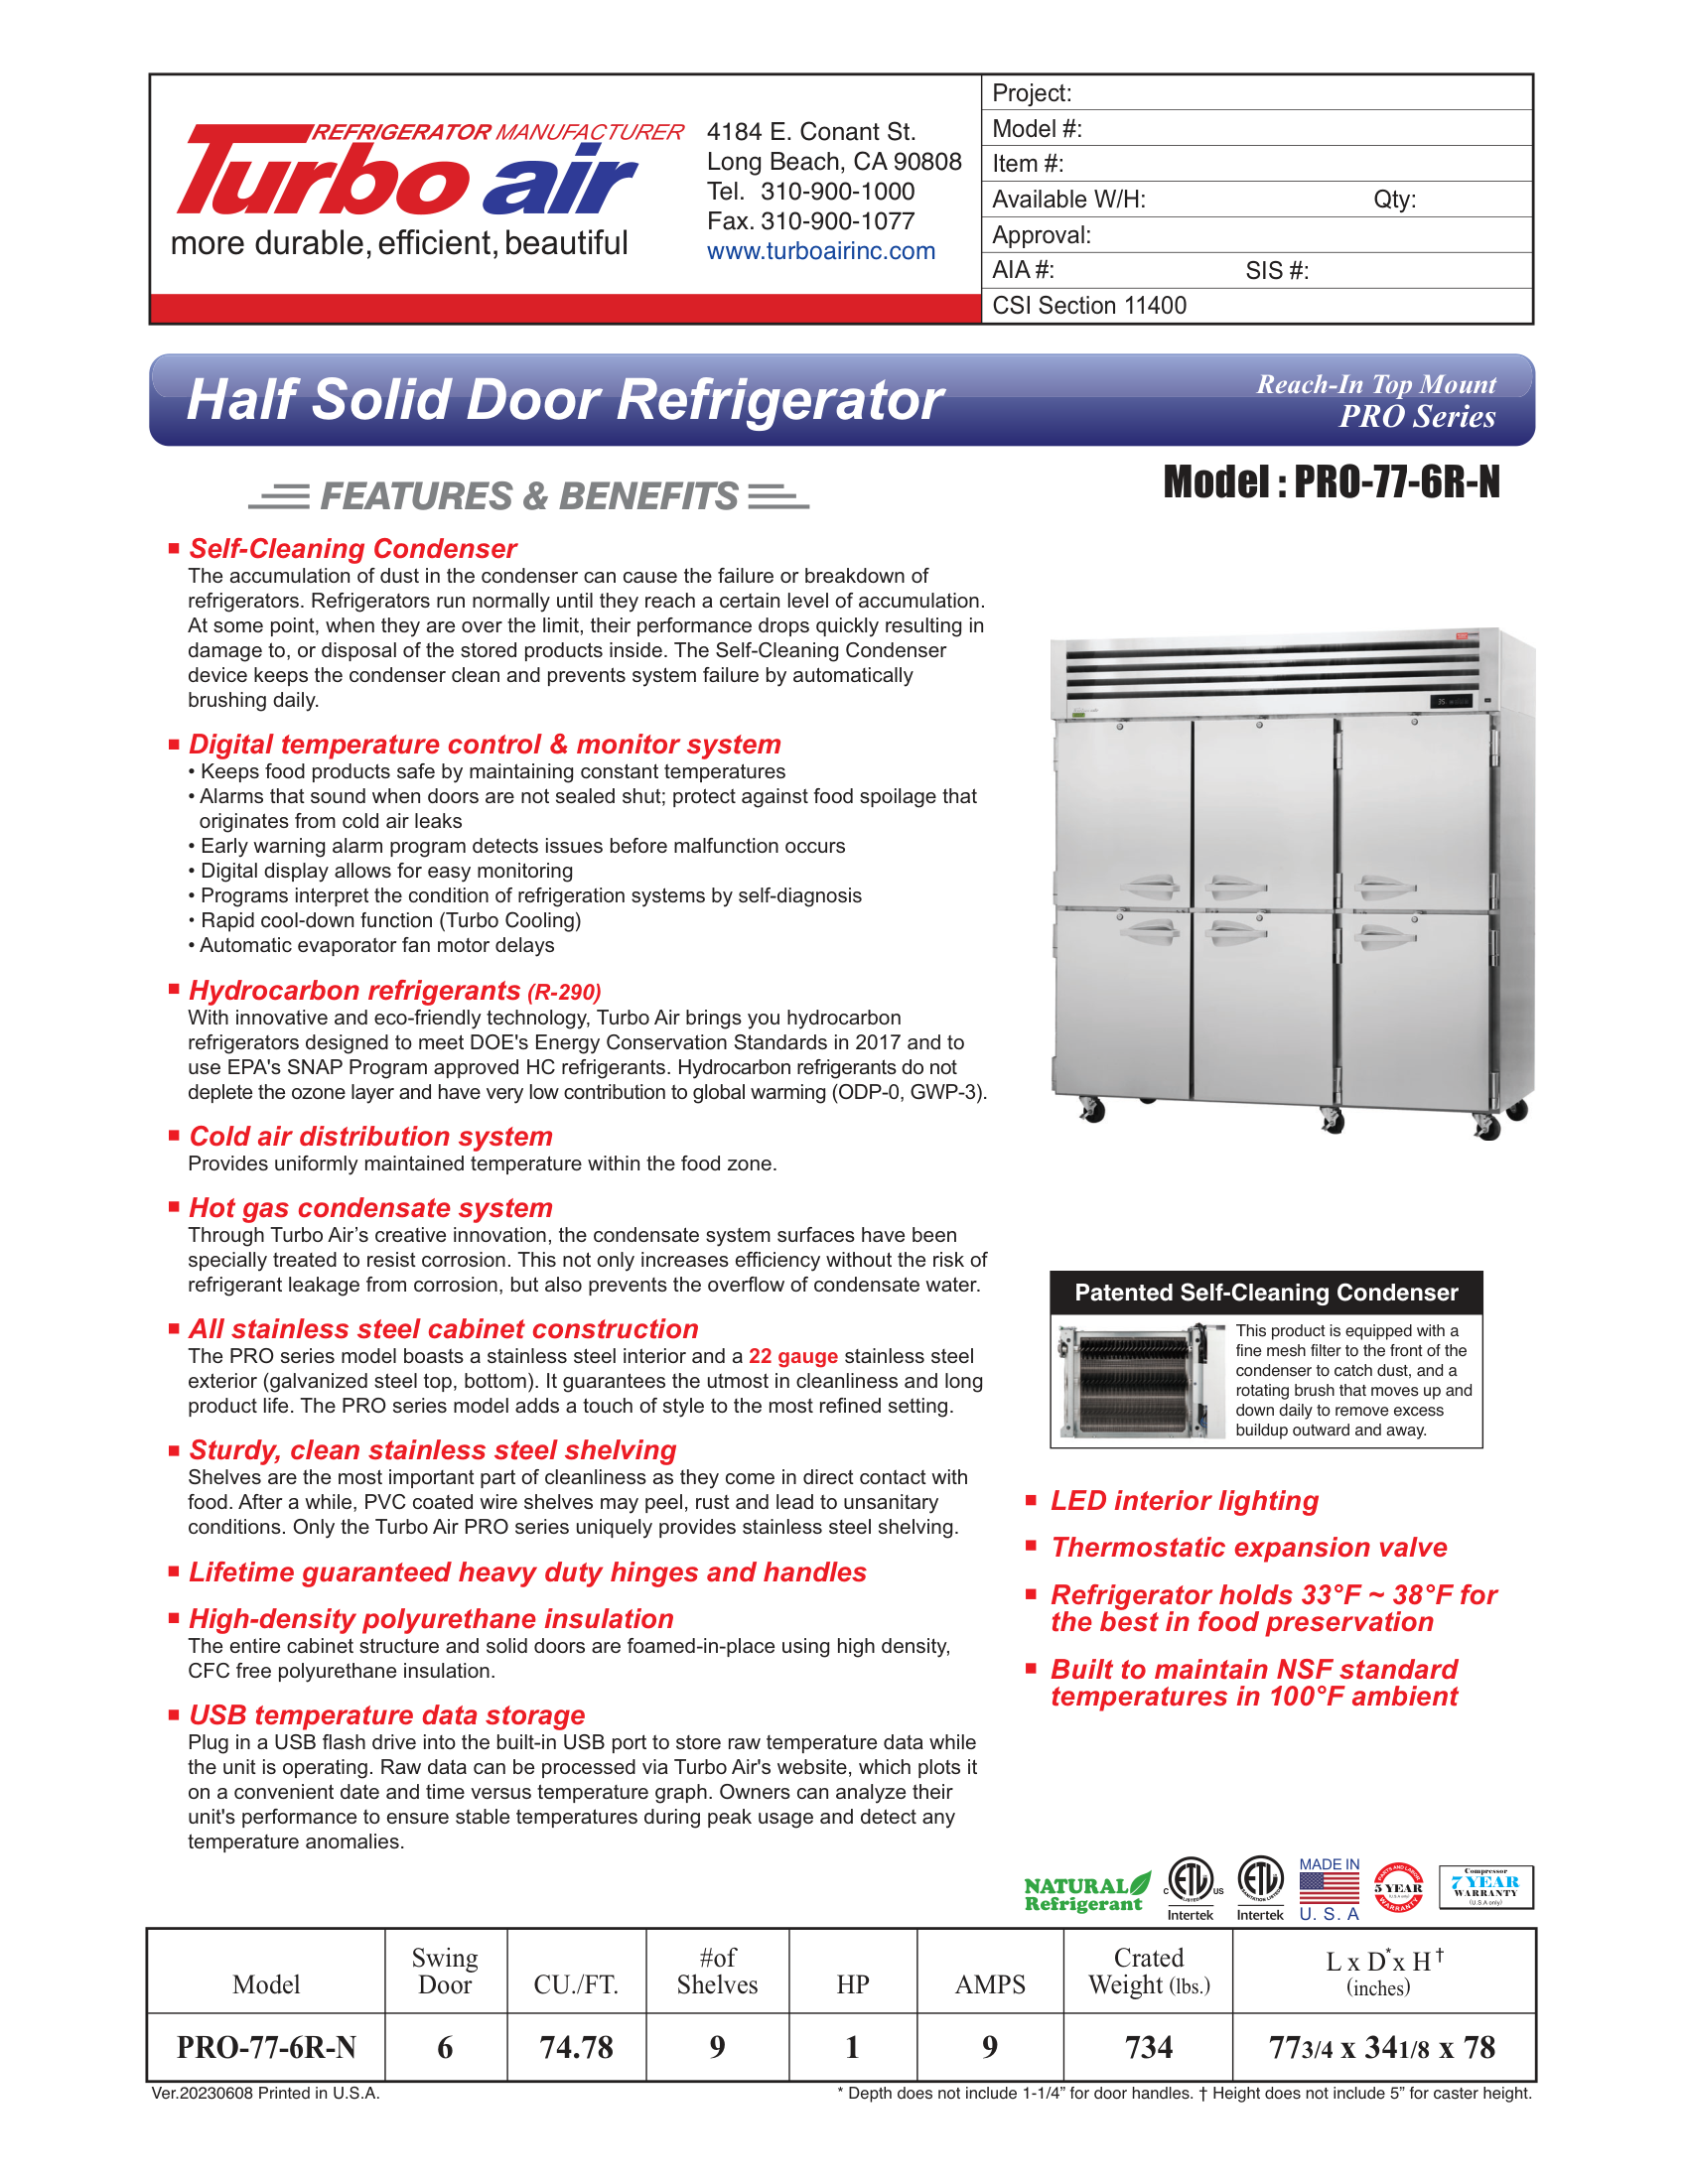 REFRIGERATOR MANUFACTURER
Turbo air
more durable, efficient, beautiful
4184 E. Conant St.
Long Beach, CA 90808
Tel. 310-900-1000
Fax. 310-900-1077
www.turboairinc.com
Project:
Model #:
Item #:
Available W/H: Qty:
Approval:
AIA #: SIS #:
CSI Section 11400
Half Solid Door Refrigerator
Reach-In Top Mount
PRO Series
FEATURES & BENEFITS
Model : PRO-77-6R-N
■ Self-Cleaning Condenser
The accumulation of dust in the condenser can cause the failure or breakdown of
refrigerators. Refrigerators run normally until they reach a certain level of accumulation.
At some point, when they are over the limit, their performance drops quickly resulting in
damage to, or disposal of the stored products inside. The Self-Cleaning Condenser
device keeps the condenser clean and prevents system failure by automatically
brushing daily.
■ Digital temperature control & monitor system
• Keeps food products safe by maintaining constant temperatures
• Alarms that sound when doors are not sealed shut; protect against food spoilage that
originates from cold air leaks
• Early warning alarm program detects issues before malfunction occurs
• Digital display allows for easy monitoring
• Programs interpret the condition of refrigeration systems by self-diagnosis
• Rapid cool-down function (Turbo Cooling)
• Automatic evaporator fan motor delays
■ Hydrocarbon refrigerants (R-290)
With innovative and eco-friendly technology, Turbo Air brings you hydrocarbon
refrigerators designed to meet DOE's Energy Conservation Standards in 2017 and to
use EPA's SNAP Program approved HC refrigerants. Hydrocarbon refrigerants do not
deplete the ozone layer and have very low contribution to global warming (ODP-0, GWP-3).
■ Cold air distribution system
Provides uniformly maintained temperature within the food zone.
■ Hot gas condensate system
Through Turbo Air’s creative innovation, the condensate system surfaces have been
specially treated to resist corrosion. This not only increases efficiency without the risk of
refrigerant leakage from corrosion, but also prevents the overflow of condensate water.
■ All stainless steel cabinet construction
The PRO series model boasts a stainless steel interior and a 22 gauge stainless steel
exterior (galvanized steel top, bottom). It guarantees the utmost in cleanliness and long
product life. The PRO series model adds a touch of style to the most refined setting.
■ Sturdy, clean stainless steel shelving
Shelves are the most important part of cleanliness as they come in direct contact with
food. After a while, PVC coated wire shelves may peel, rust and lead to unsanitary
conditions. Only the Turbo Air PRO series uniquely provides stainless steel shelving.
■ Lifetime guaranteed heavy duty hinges and handles
■ High-density polyurethane insulation
The entire cabinet structure and solid doors are foamed-in-place using high density,
CFC free polyurethane insulation.
■ USB temperature data storage
Plug in a USB flash drive into the built-in USB port to store raw temperature data while
the unit is operating. Raw data can be processed via Turbo Air's website, which plots it
on a convenient date and time versus temperature graph. Owners can analyze their
unit's performance to ensure stable temperatures during peak usage and detect any
temperature anomalies.
Patented Self-Cleaning Condenser
This product is equipped with a
fine mesh filter to the front of the
condenser to catch dust, and a
rotating brush that moves up and
down daily to remove excess
buildup outward and away.
■ LED interior lighting
■ Thermostatic expansion valve
■ Refrigerator holds 33°F ~ 38°F for
the best in food preservation
■ Built to maintain NSF standard
temperatures in 100°F ambient
NATURAL
Refrigerant
C ETL US
LISTED
Intertek
ETL
SANITATION LISTED
Intertek
MADE IN
U. S. A
PARTS AND LABOR
5 YEAR
(U.S.A only)
WARRANTY
Compressor
7 YEAR
WARRANTY
(U.S.A only)
Model Swing Door CU./FT. #of Shelves HP AMPS Crated Weight (lbs.) L x D* x H† (inches)
PRO-77-6R-N 6 74.78 9 1 9 734 77 3/4 x 34 1/8 x 78
Ver.20230608 Printed in U.S.A.
* Depth does not include 1-1/4” for door handles. † Height does not include 5” for caster height.